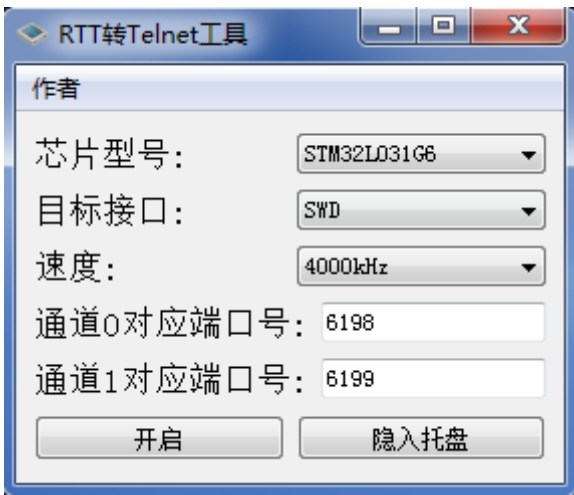 RTT转Telnet工具
作者
芯片型号: STM32L031G6
目标接口: SWD
速度: 4000kHz
通道0对应端口号: 6198
通道1对应端口号: 6199
开启 隐入托盘